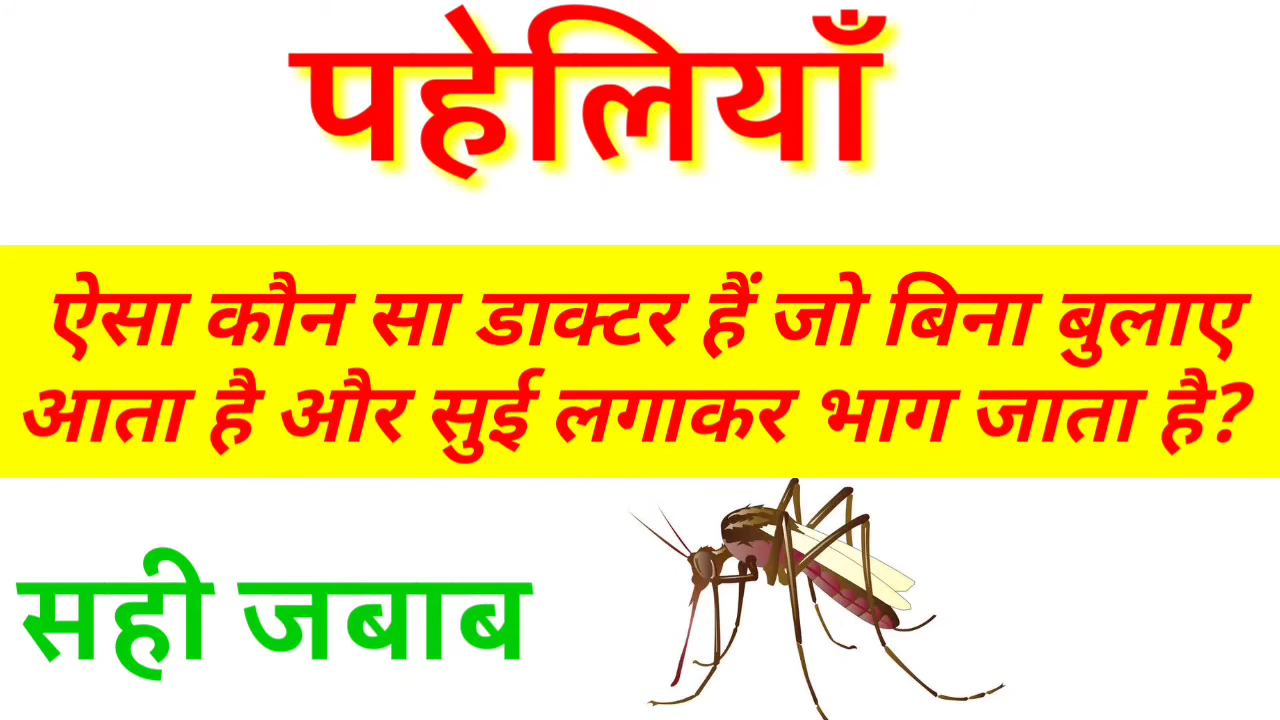 पहेलियाँ
ऐसा कौन सा डाक्टर हैं जो बिना बुलाए
आता है और सुई लगाकर भाग जाता है?
सही जबाब